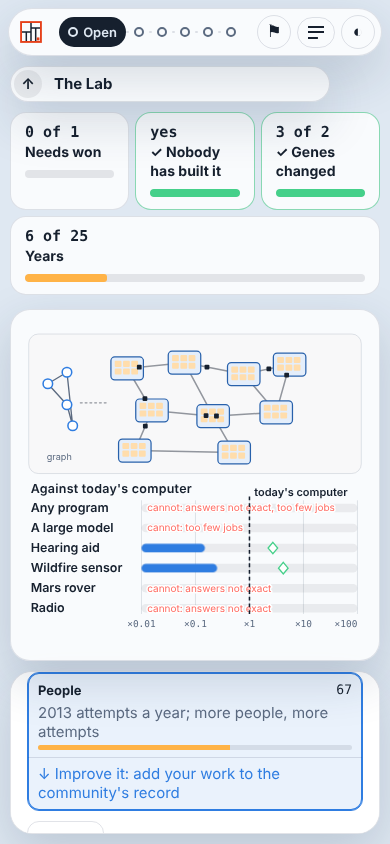 Open
The Lab
0 of 1
Needs won
yes
✓ Nobody
has built it
3 of 2
✓ Genes
changed
6 of 25
Years
graph
Against today's computer
today's computer
Any program
cannot: answers not exact, too few jobs
A large model
cannot: too few jobs
Hearing aid
Wildfire sensor
Mars rover
cannot: answers not exact
Radio
cannot: answers not exact
×0.01 ×0.1 ×1 ×10 ×100
People 67
2013 attempts a year; more people, more
attempts
↓ Improve it: add your work to the
community's record